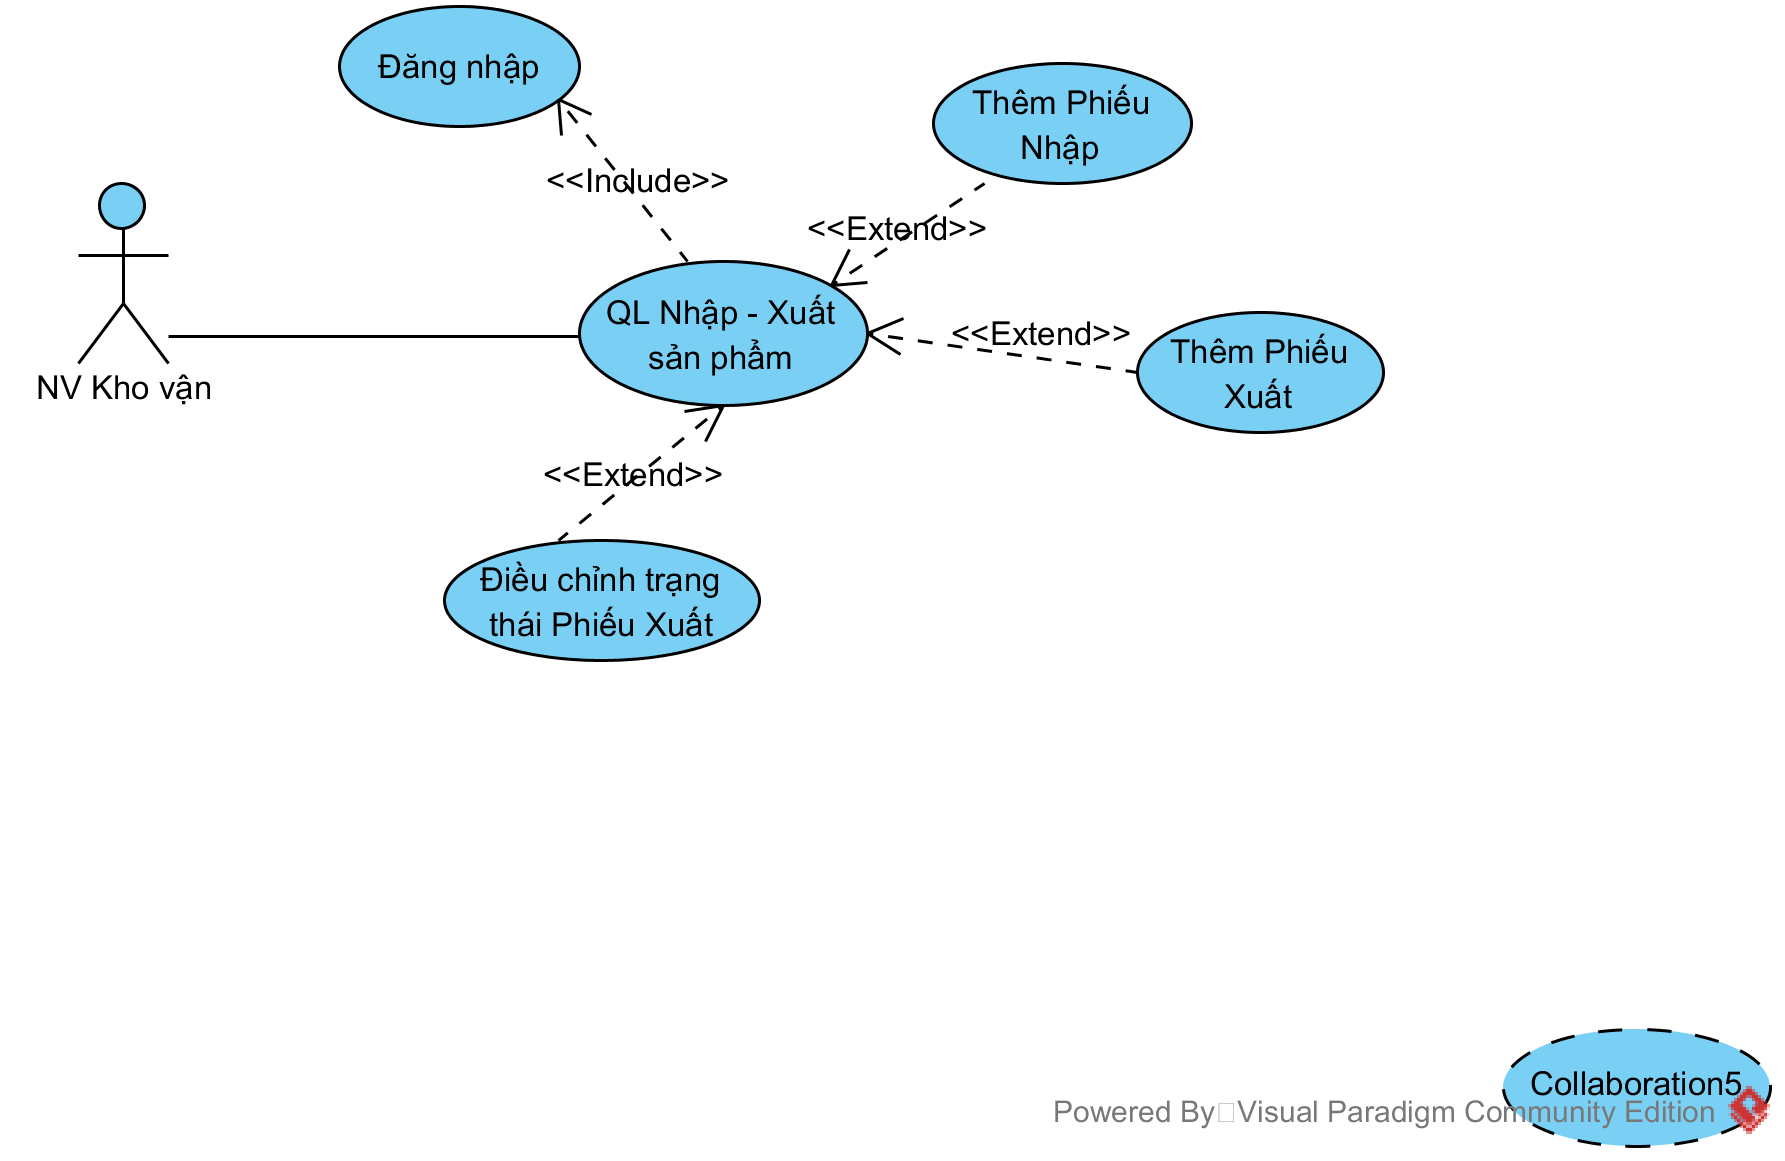 Đăng nhập
Thêm Phiếu
Nhập
<<Include>>
<<Extend>>
QL Nhập - Xuất
sản phẩm
<<Extend>>
Thêm Phiếu
Xuất
NV Kho vận
<<Extend>>
Điều chỉnh trạng
thái Phiếu Xuất
Collaboration5
Powered By Visual Paradigm Community Edition